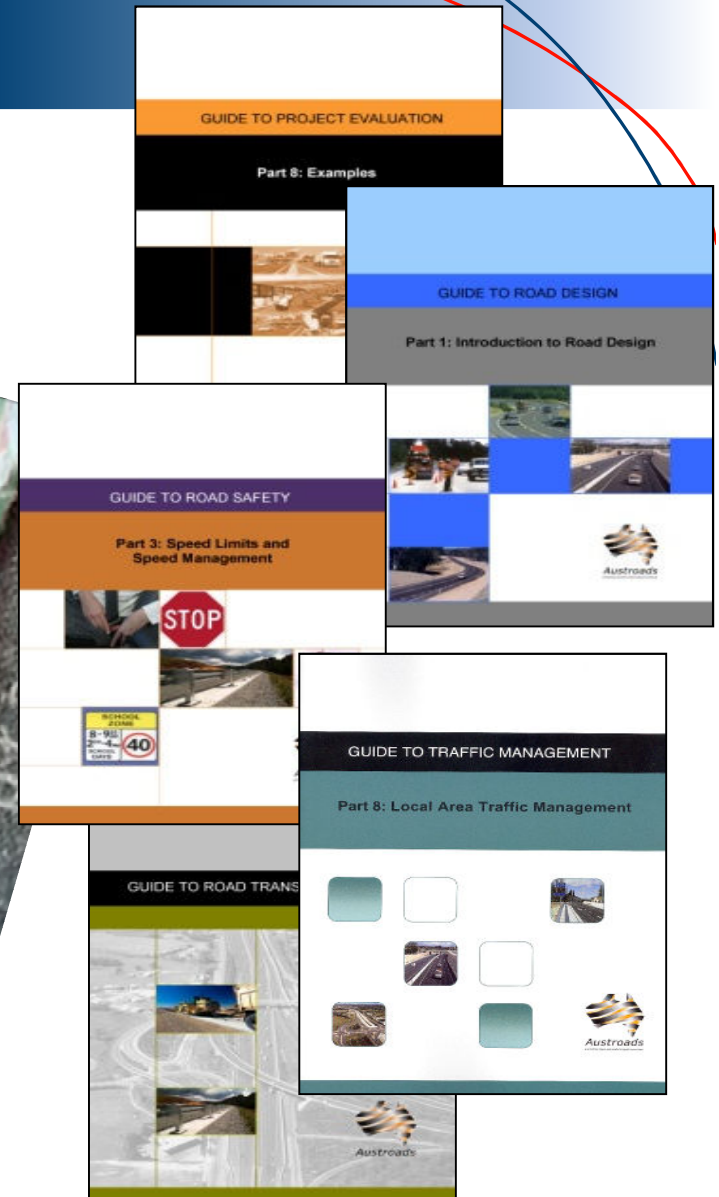 GUIDE TO PROJECT EVALUATION
Part 8: Examples
GUIDE TO ROAD DESIGN
Part 1: Introduction to Road Design
Austroads
GUIDE TO ROAD SAFETY
Part 3: Speed Limits and
Speed Management
STOP
SCHOOL
ZONE
40
SCHOOL
DAYS
GUIDE TO TRAFFIC MANAGEMENT
Part 8: Local Area Traffic Management
Austroads
GUIDE TO ROAD TRANS
Austroads